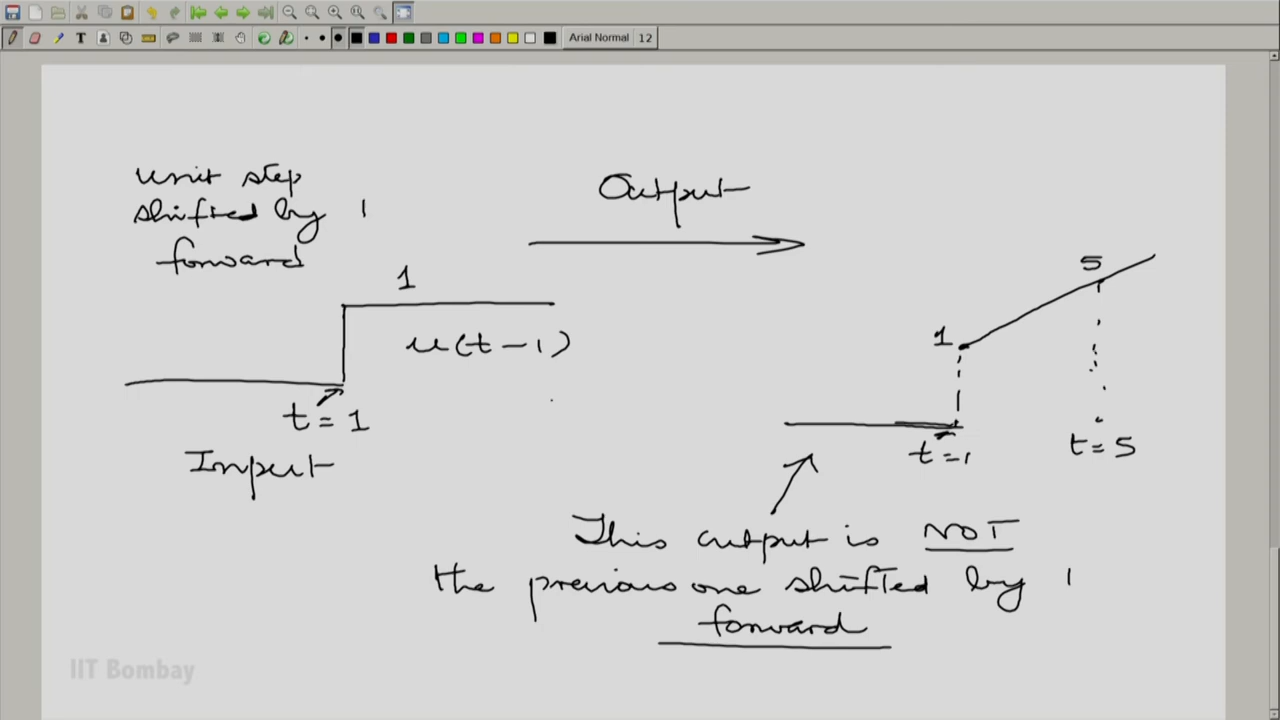 Arial Normal 12
unit step
shifted by 1
forward
Output
1
u(t-1)
t = 1
Input
1
5
t=1
t=5
This output is NOT
the previous one shifted by 1
forward
IIT Bombay